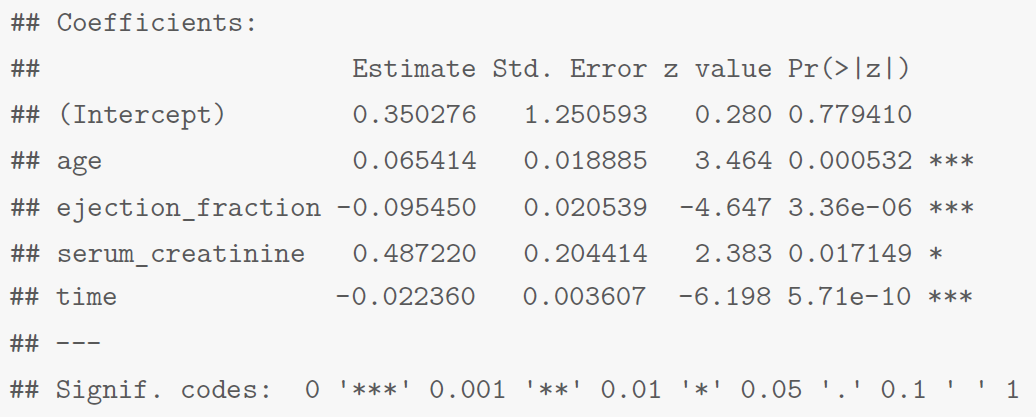 ## Coefficients:
##                    Estimate Std. Error z value Pr(>|z|)
## (Intercept)        0.350276   1.250593   0.280 0.779410
## age                0.065414   0.018885   3.464 0.000532 ***
## ejection_fraction -0.095450   0.020539  -4.647 3.36e-06 ***
## serum_creatinine   0.487220   0.204414   2.383 0.017149 *
## time              -0.022360   0.003607  -6.198 5.71e-10 ***
## ---
## Signif. codes:  0 '***' 0.001 '**' 0.01 '*' 0.05 '.' 0.1 ' ' 1